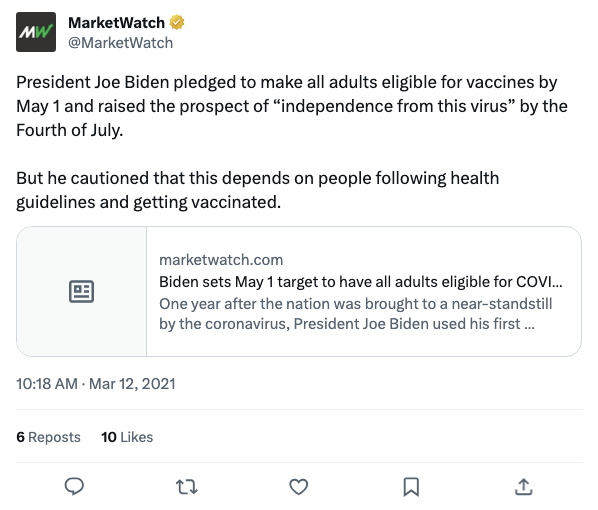 MW
MarketWatch
@MarketWatch
President Joe Biden pledged to make all adults eligible for vaccines by
May 1 and raised the prospect of “independence from this virus” by the
Fourth of July.
But he cautioned that this depends on people following health
guidelines and getting vaccinated.
marketwatch.com
Biden sets May 1 target to have all adults eligible for COVI...
One year after the nation was brought to a near-standstill
by the coronavirus, President Joe Biden used his first ...
10:18 AM · Mar 12, 2021
6 Reposts 10 Likes